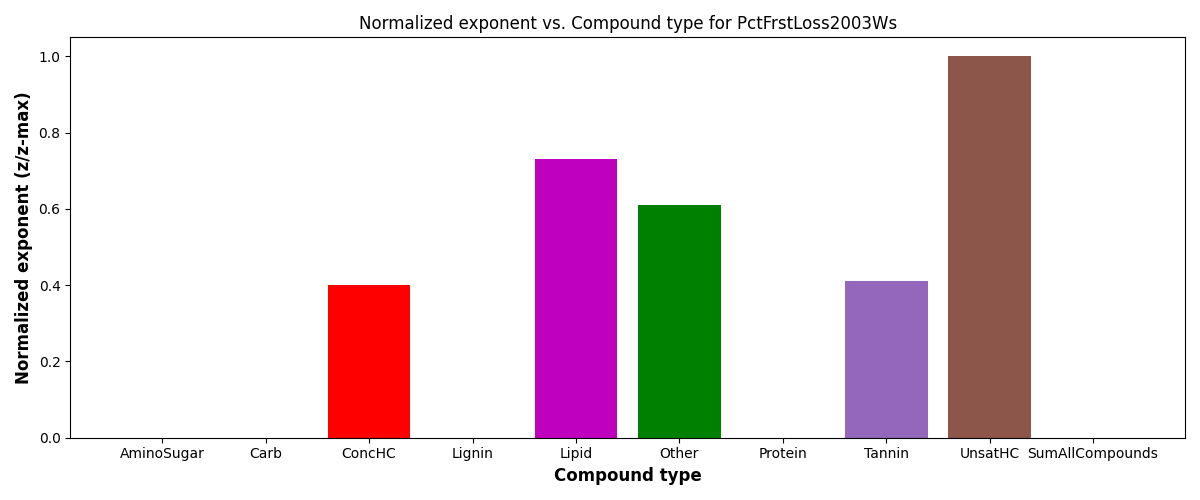 Normalized exponent vs. Compound type for PctFrstLoss2003Ws
Normalized exponent (z/z-max)
1.0
0.8
0.6
0.4
0.2
0.0
AminoSugar Carb ConcHC Lignin Lipid Other Protein Tannin UnsatHC SumAllCompounds
Compound type